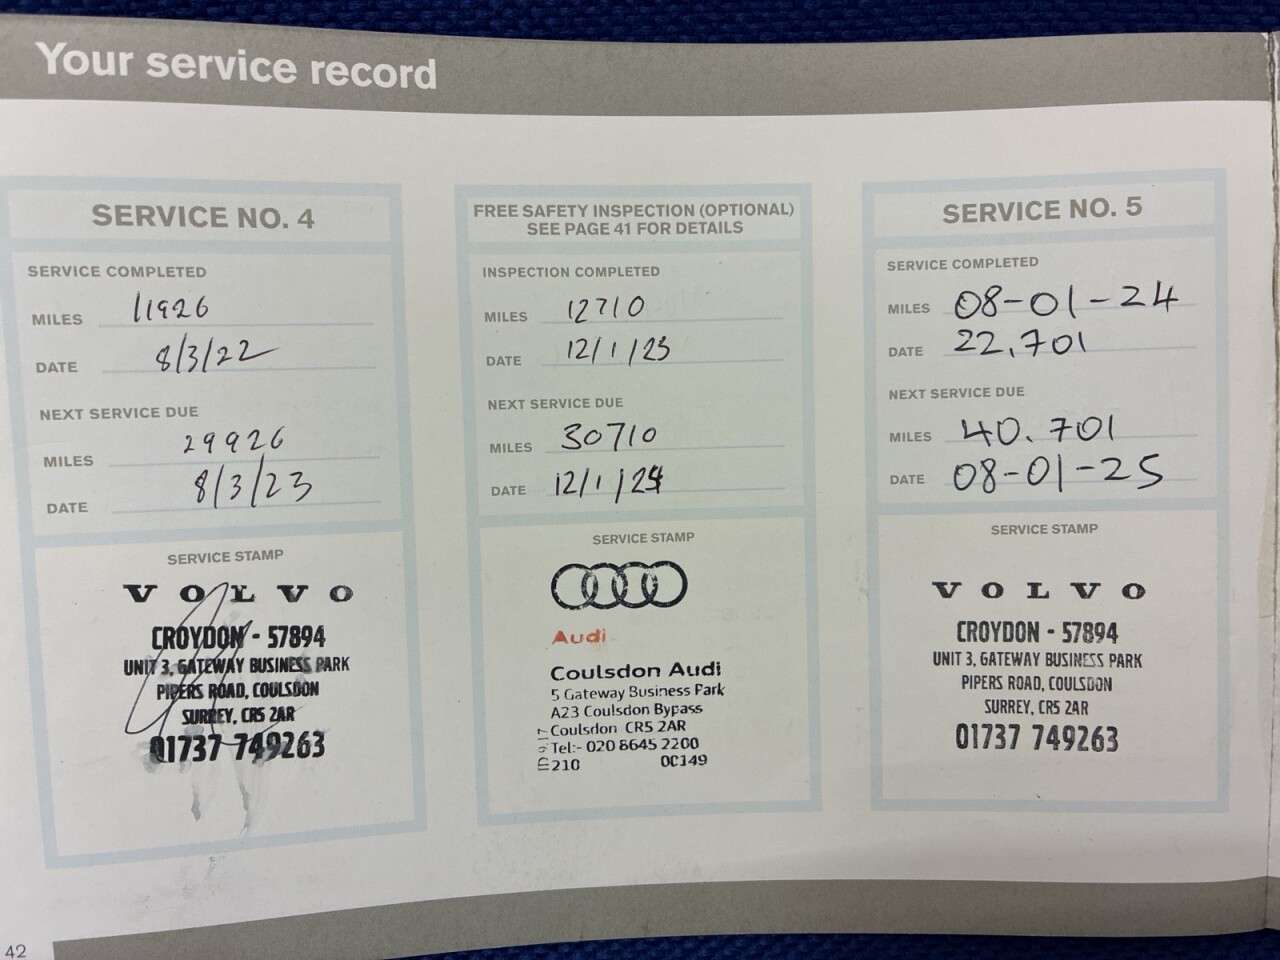 Your service record
SERVICE NO. 4
SERVICE COMPLETED
MILES 11926
DATE 8/3/22
NEXT SERVICE DUE
MILES 29926
DATE 8/3/23
SERVICE STAMP
VOLVO
CROYDON - 57894
UNIT 3, GATEWAY BUSINESS PARK
PIPERS ROAD, COULSDON
SURREY, CR5 2AR
01737 749263
FREE SAFETY INSPECTION (OPTIONAL)
SEE PAGE 41 FOR DETAILS
INSPECTION COMPLETED
MILES 12710
DATE 12/1/23
NEXT SERVICE DUE
MILES 30710
DATE 12/1/24
SERVICE STAMP
Audi
Coulsdon Audi
5 Gateway Business Park
A23 Coulsdon Bypass
Coulsdon CR5 2AR
Tel:- 020 8645 2200
210 0C149
SERVICE NO. 5
SERVICE COMPLETED
MILES 08-01-24
DATE 22,701
NEXT SERVICE DUE
MILES 40.701
DATE 08-01-25
SERVICE STAMP
VOLVO
CROYDON - 57894
UNIT 3, GATEWAY BUSINESS PARK
PIPERS ROAD, COULSDON
SURREY, CR5 2AR
01737 749263
42